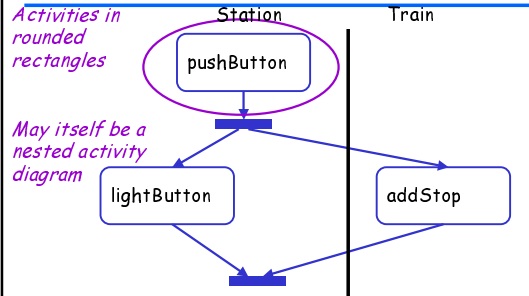 Activities in
rounded
rectangles
Station
Train
pushButton
May itself be a
nested activity
diagram
lightButton
addStop